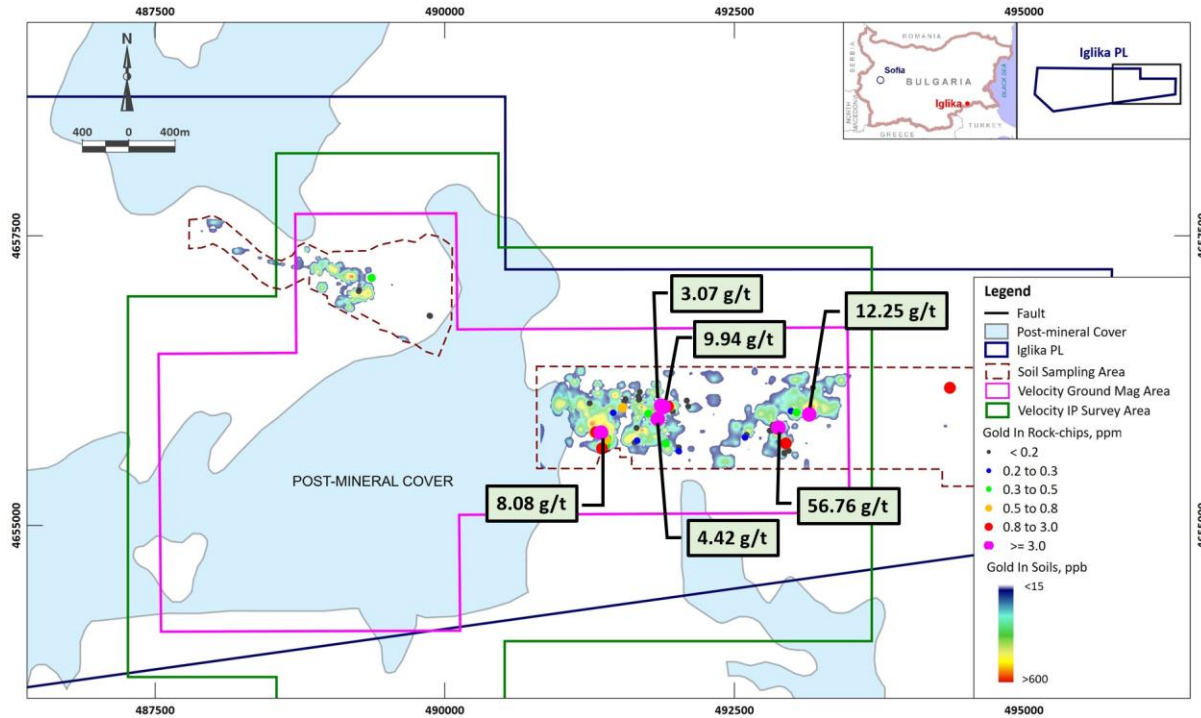 487500
490000
492500
495000
N
400
0
400m
ROMANIA
SERBIA
Sofia
BULGARIA
BLACK SEA
Iglika
NORTH
MACEDONIA
GREECE
TURKEY
Iglika PL
4657500
4657500
3.07 g/t
12.25 g/t
9.94 g/t
POST-MINERAL COVER
8.08 g/t
56.76 g/t
4.42 g/t
4655000
4655000
Legend
Fault
Post-mineral Cover
Iglika PL
Soil Sampling Area
Velocity Ground Mag Area
Velocity IP Survey Area
Gold In Rock-chips, ppm
< 0.2
0.2 to 0.3
0.3 to 0.5
0.5 to 0.8
0.8 to 3.0
>= 3.0
Gold In Soils, ppb
<15
>600
487500
490000
492500
495000